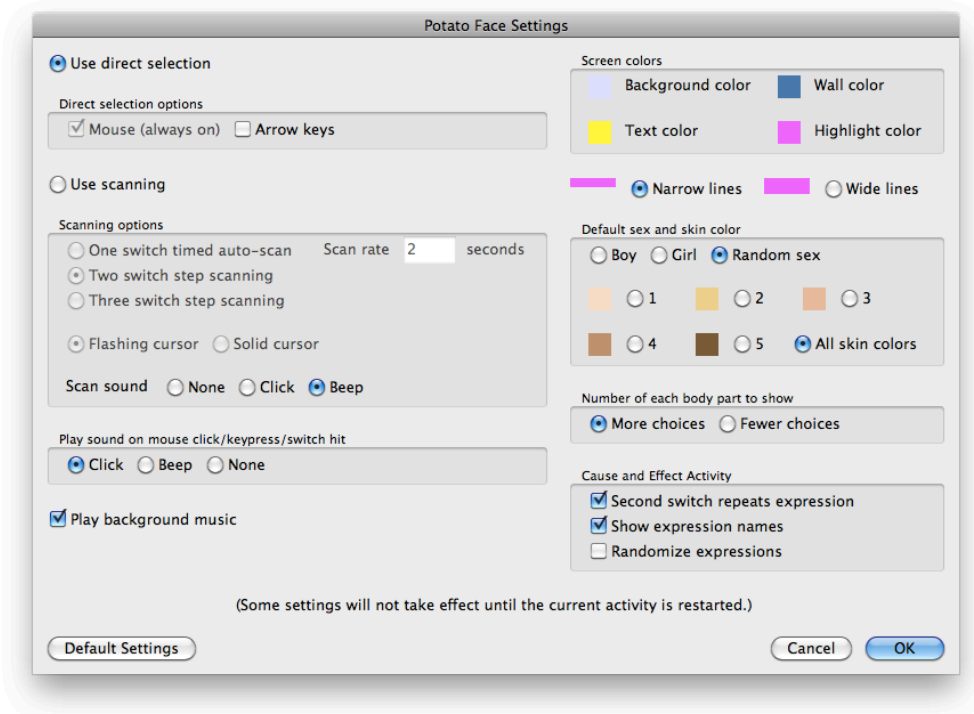 Potato Face Settings
Use direct selection
Direct selection options
Mouse (always on) Arrow keys
Use scanning
Scanning options
One switch timed auto-scan Scan rate 2 seconds
Two switch step scanning
Three switch step scanning
Flashing cursor Solid cursor
Scan sound None Click Beep
Play sound on mouse click/keypress/switch hit
Click Beep None
Play background music
Screen colors
Background color Wall color
Text color Highlight color
Narrow lines Wide lines
Default sex and skin color
Boy Girl Random sex
1 2 3
4 5 All skin colors
Number of each body part to show
More choices Fewer choices
Cause and Effect Activity
Second switch repeats expression
Show expression names
Randomize expressions
(Some settings will not take effect until the current activity is restarted.)
Default Settings Cancel OK